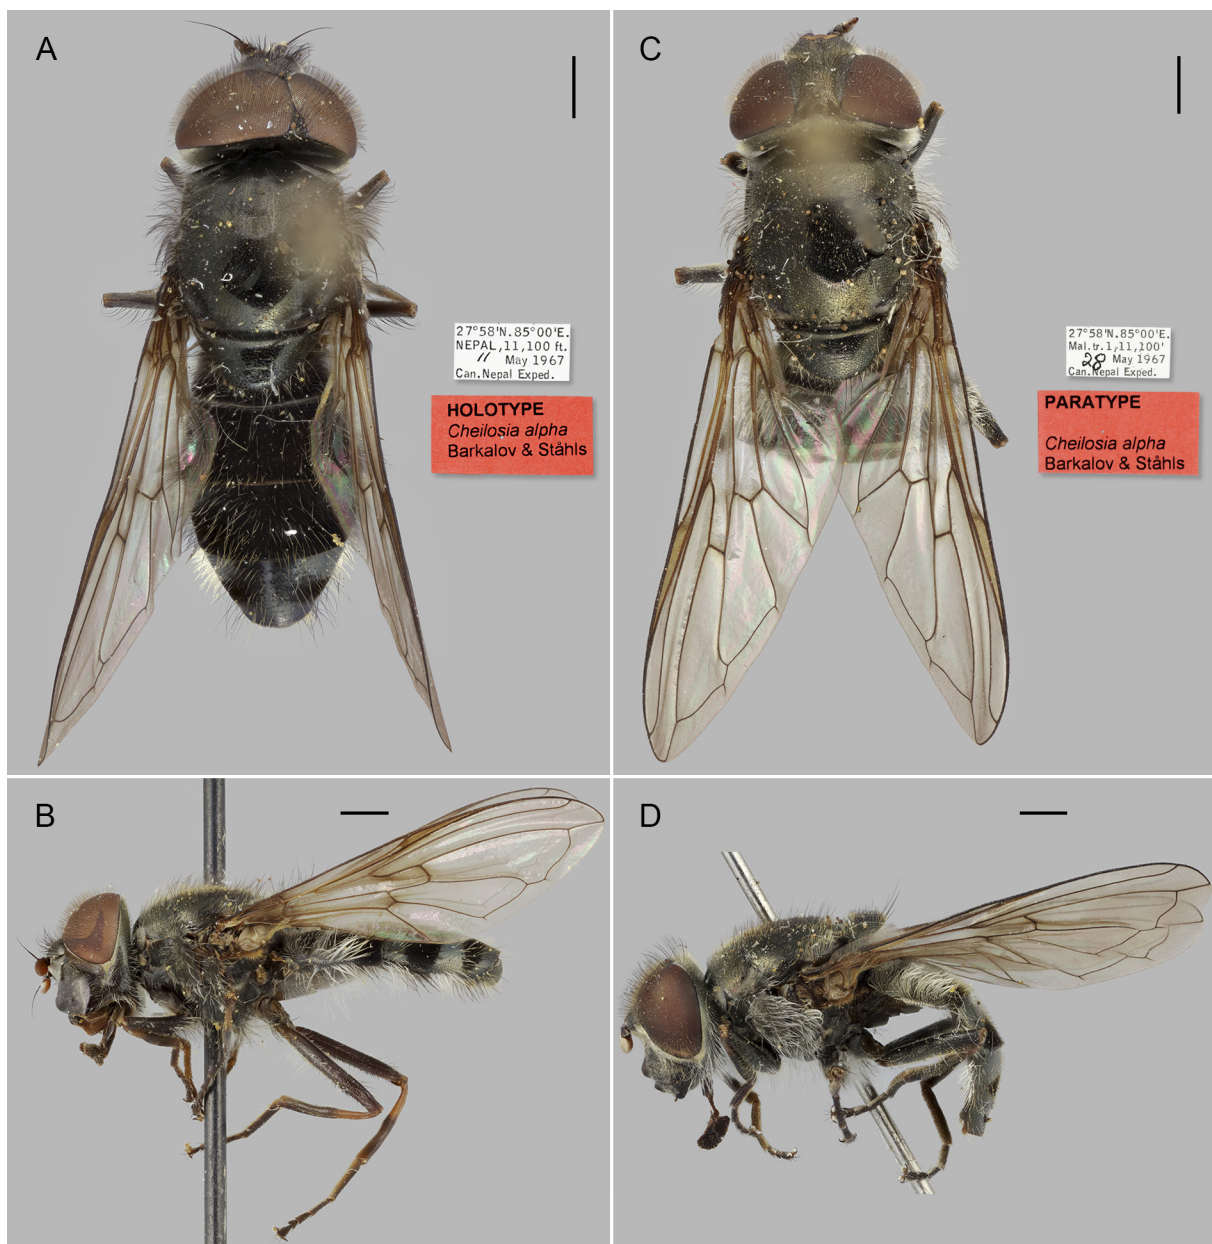 A
27°58'N.85°00'E.
NEPAL,11,100 ft.
11 May 1967
Can.Nepal Exped.
HOLOTYPE
Cheilosia alpha
Barkalov & Ståhls
C
27°58'N.85°00'E.
Mal.tr.1,11,100'
28 May 1967
Can.Nepal Exped.
PARATYPE
Cheilosia alpha
Barkalov & Ståhls
B
D